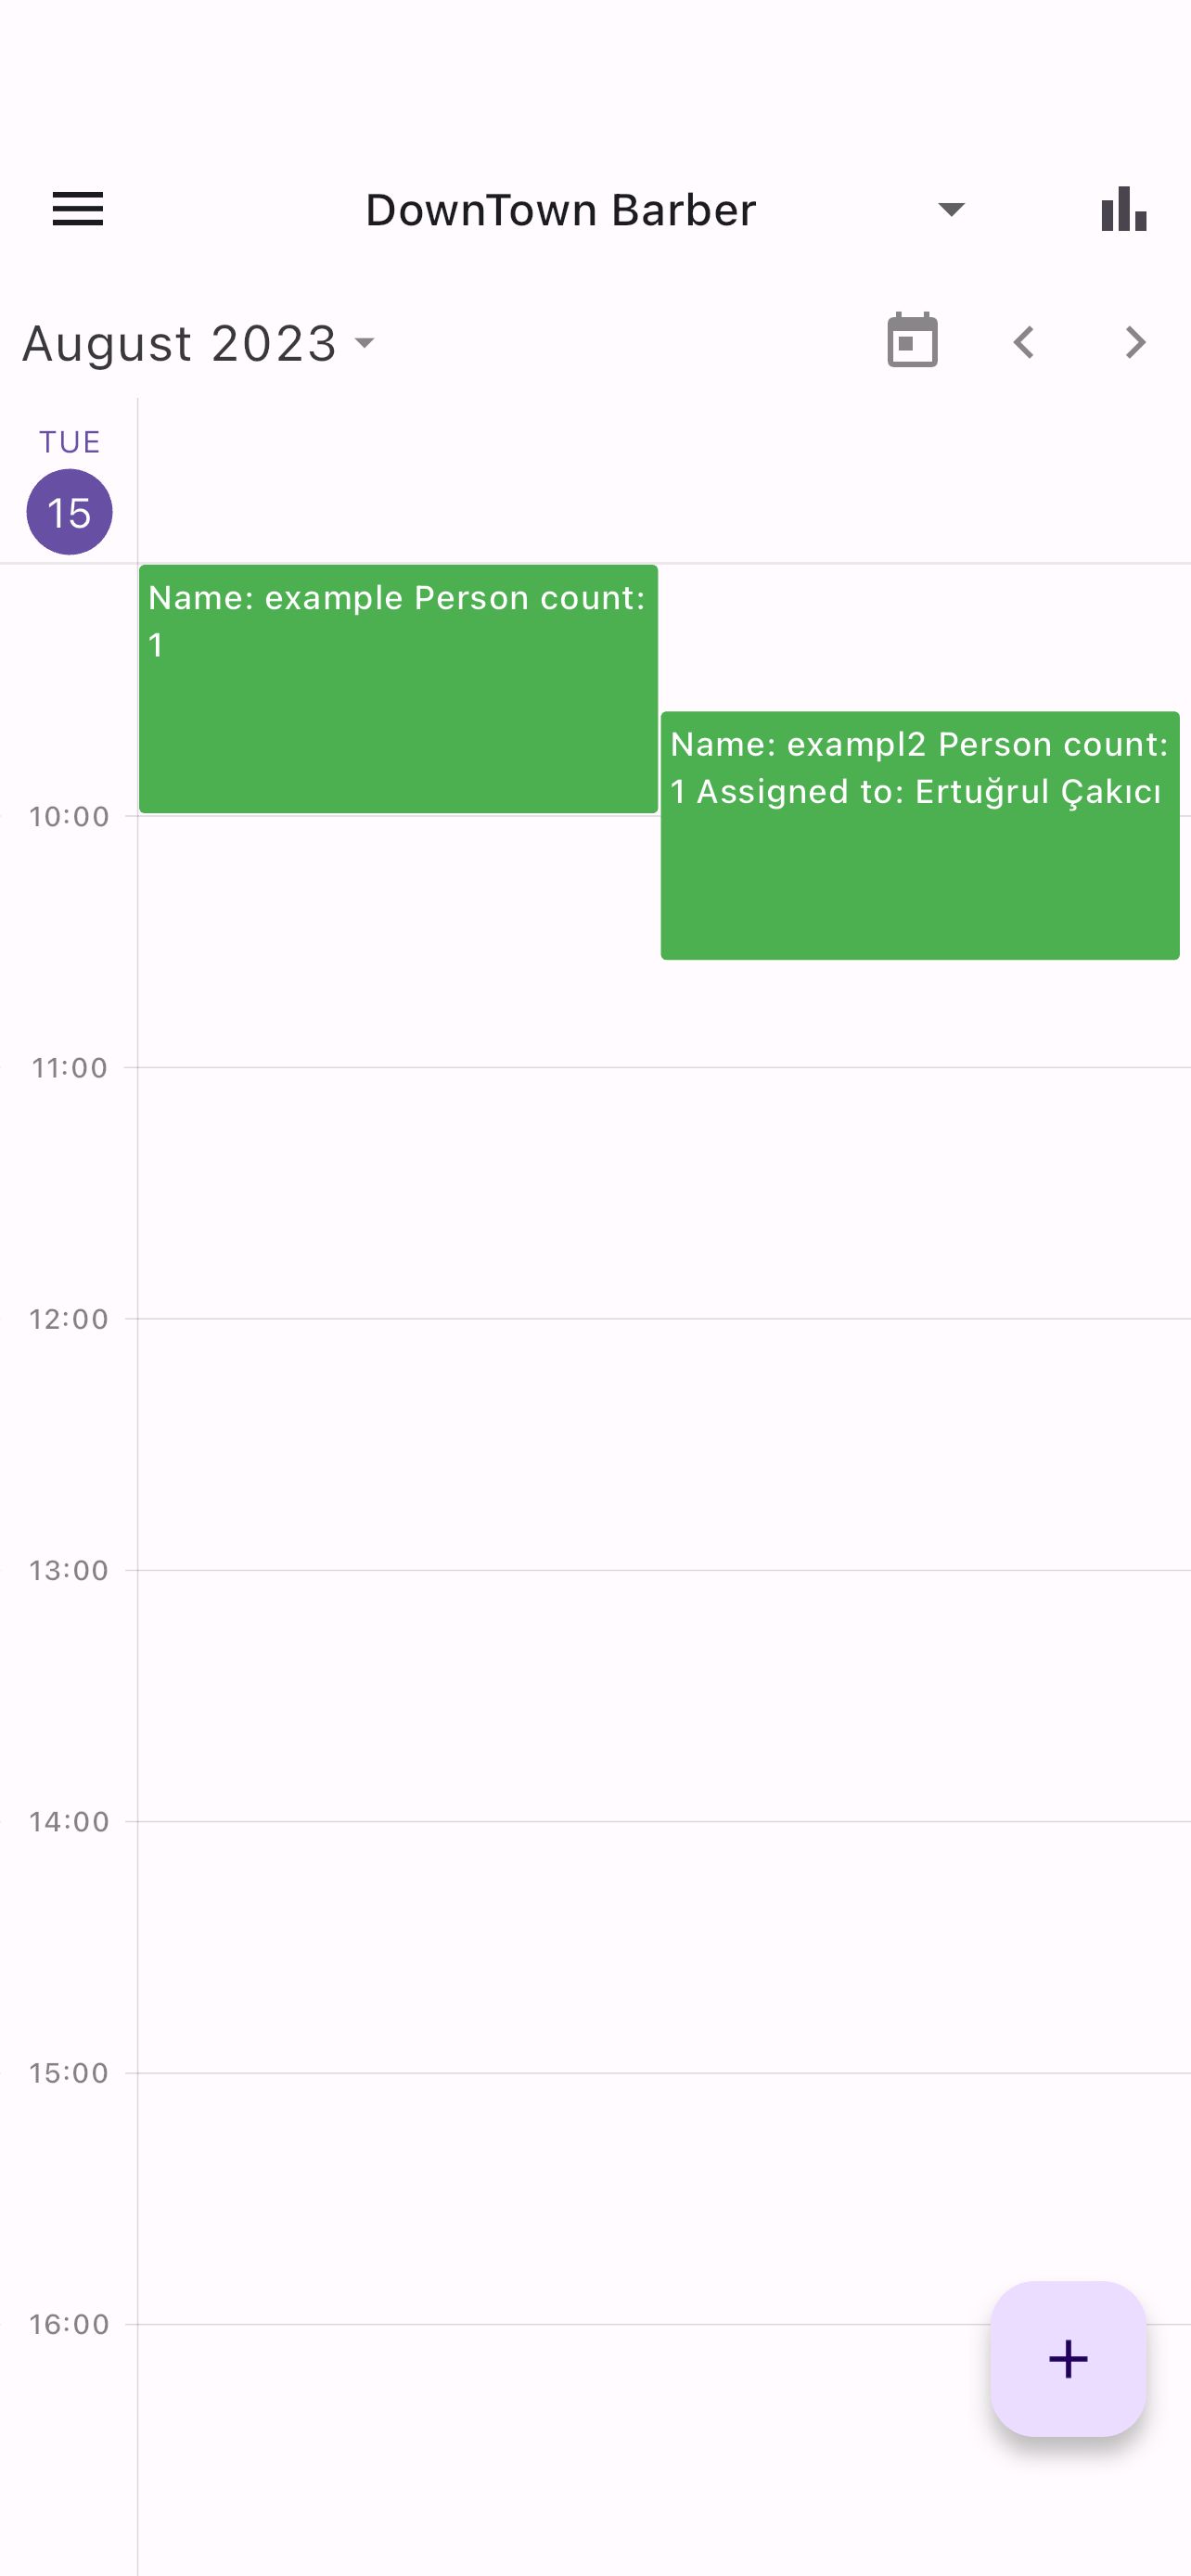 DownTown Barber
August 2023
TUE
15
Name: example Person count:
1
Name: exampl2 Person count:
1 Assigned to: Ertuğrul Çakıcı
10:00
11:00
12:00
13:00
14:00
15:00
16:00